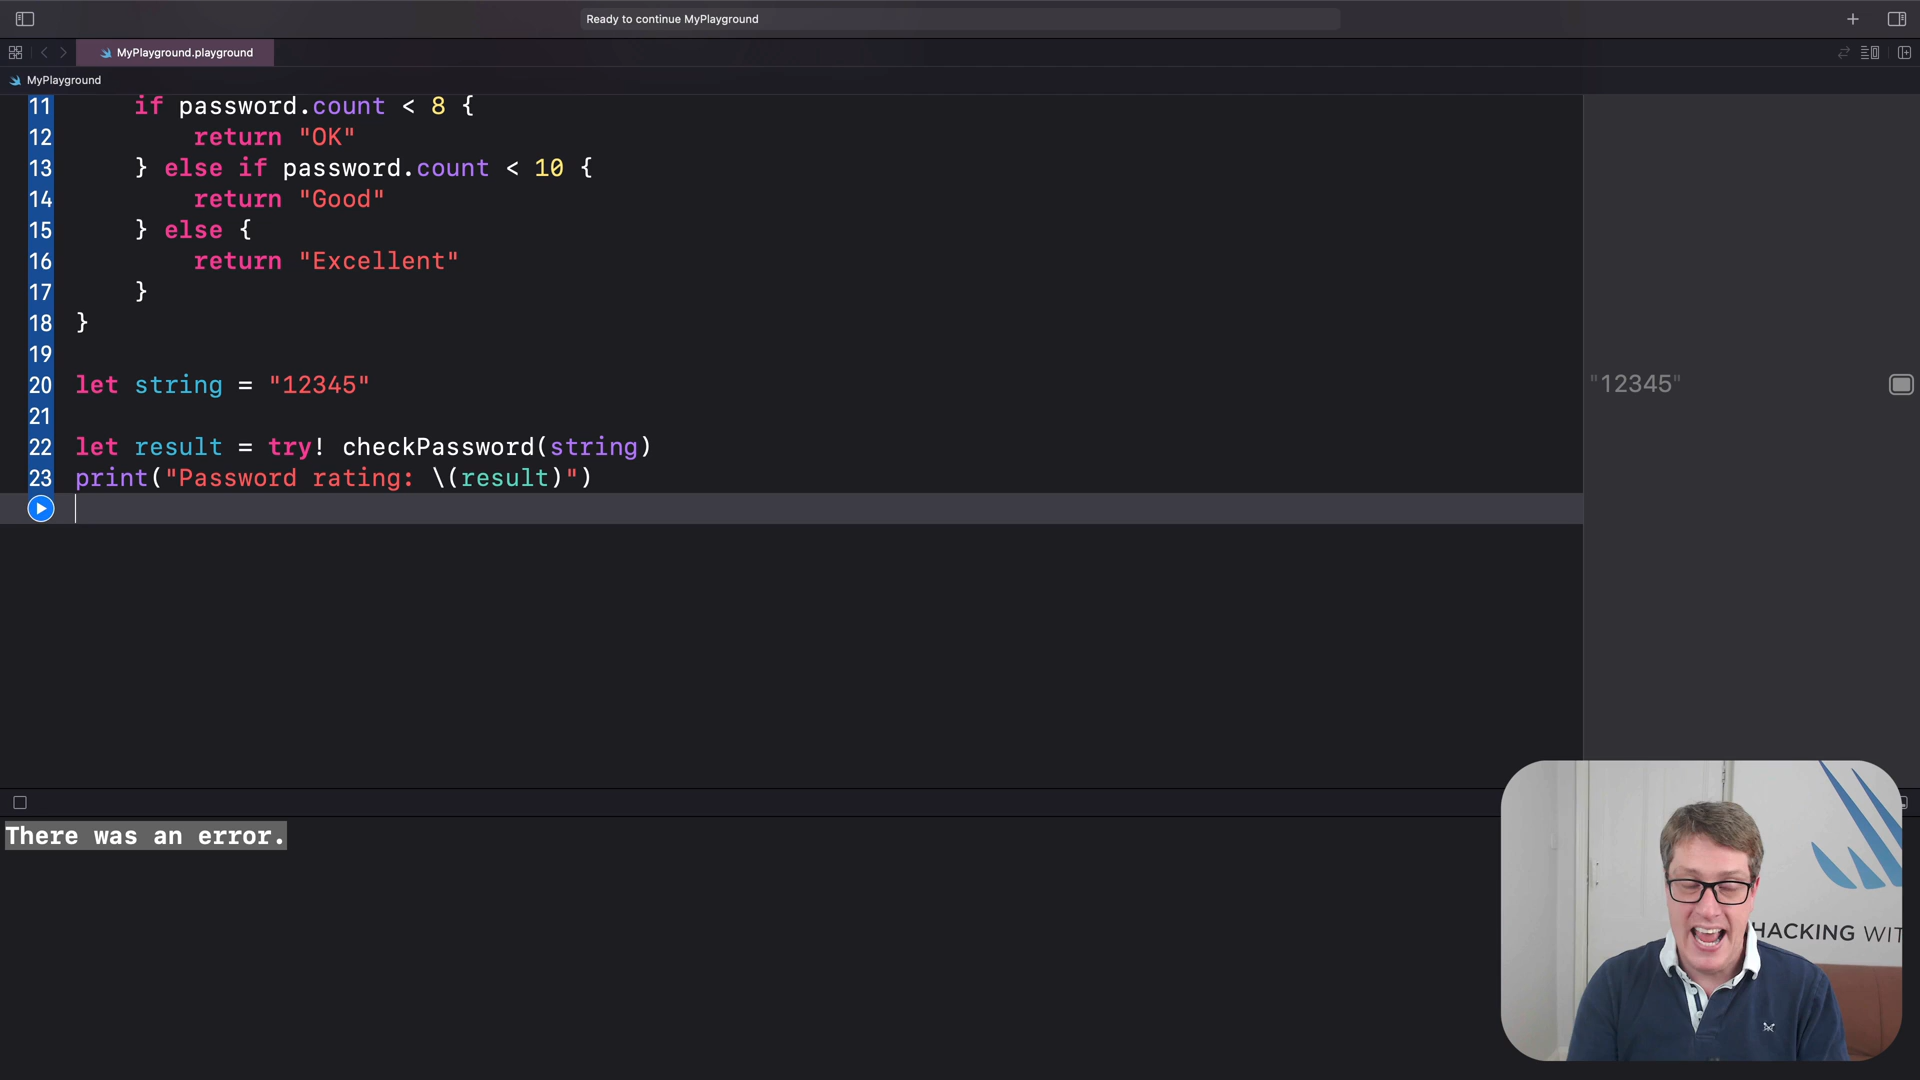 Ready to continue MyPlayground
MyPlayground.playground
MyPlayground
11 if password.count < 8 {
12 return "OK"
13 } else if password.count < 10 {
14 return "Good"
15 } else {
16 return "Excellent"
17 }
18 }
19
20 let string = "12345"
"12345"
21
22 let result = try! checkPassword(string)
23 print("Password rating: \(result)")
There was an error.
HACKING WIT